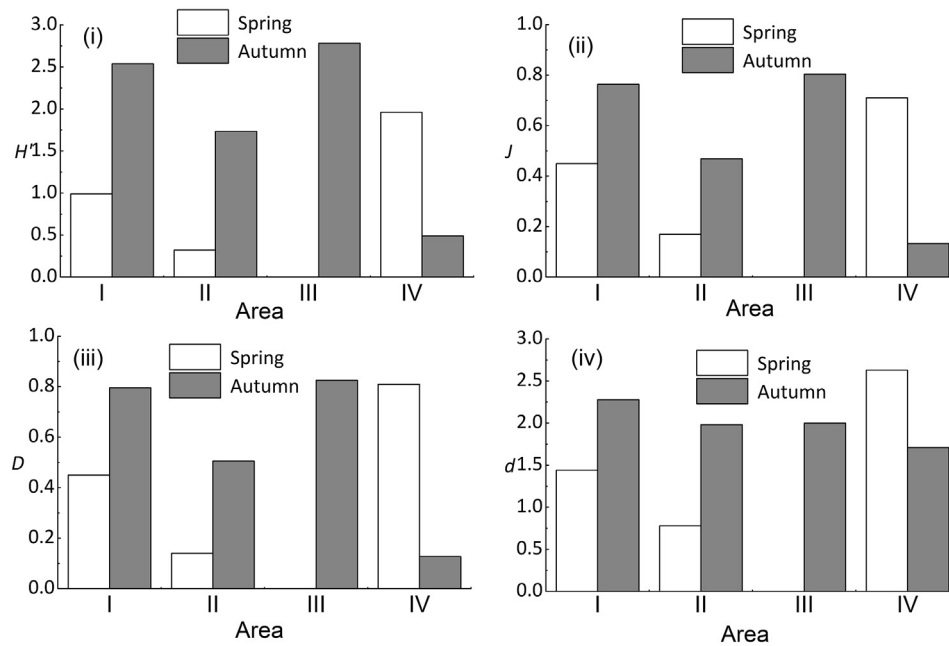 (i)
Spring
Autumn
3.0
2.5
2.0
1.5
1.0
0.5
0.0
H'
I II III IV
Area
(ii)
Spring
Autumn
1.0
0.8
0.6
0.4
0.2
0.0
J
I II III IV
Area
(iii)
Spring
Autumn
1.0
0.8
0.6
0.4
0.2
0.0
D
I II III IV
Area
(iv)
Spring
Autumn
3.0
2.5
2.0
1.5
1.0
0.5
0.0
d
I II III IV
Area